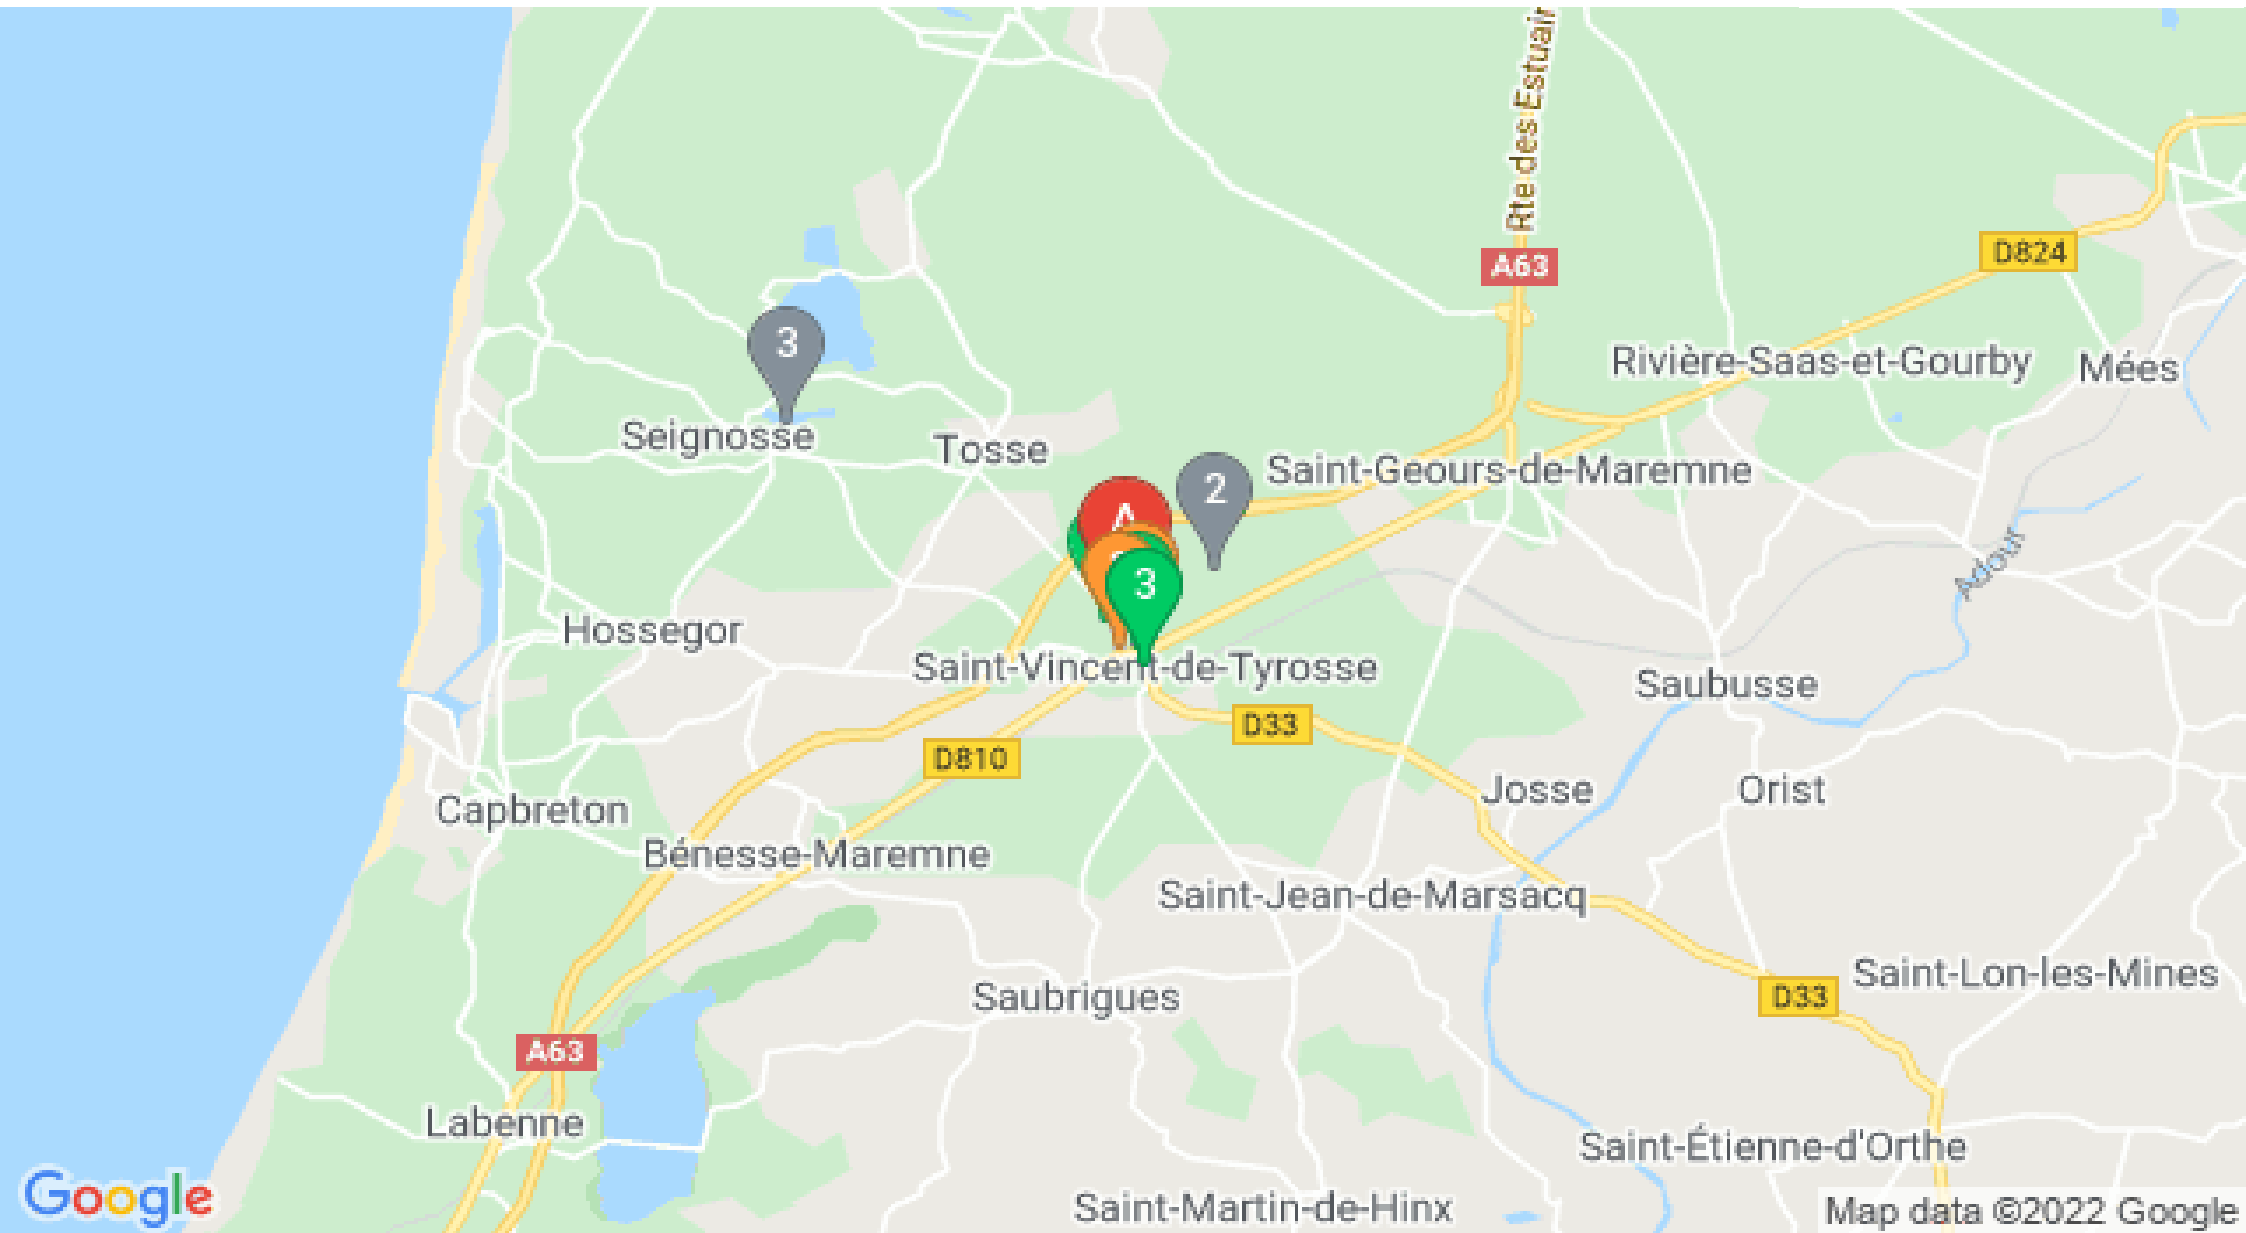 Rte des Estuair
D824
A63
3
Rivière-Saas-et-Gourby
Mées
Seignosse
Tosse
2
Saint-Geours-de-Maremne
A
3
Adour
Hossegor
Saint-Vincent-de-Tyrosse
Saubusse
D33
D810
Josse
Orist
Capbreton
Bénesse-Maremne
Saint-Jean-de-Marsacq
Saint-Lon-les-Mines
Saubrigues
D33
A63
Labenne
Saint-Étienne-d'Orthe
Google
Saint-Martin-de-Hinx
Map data ©2022 Google